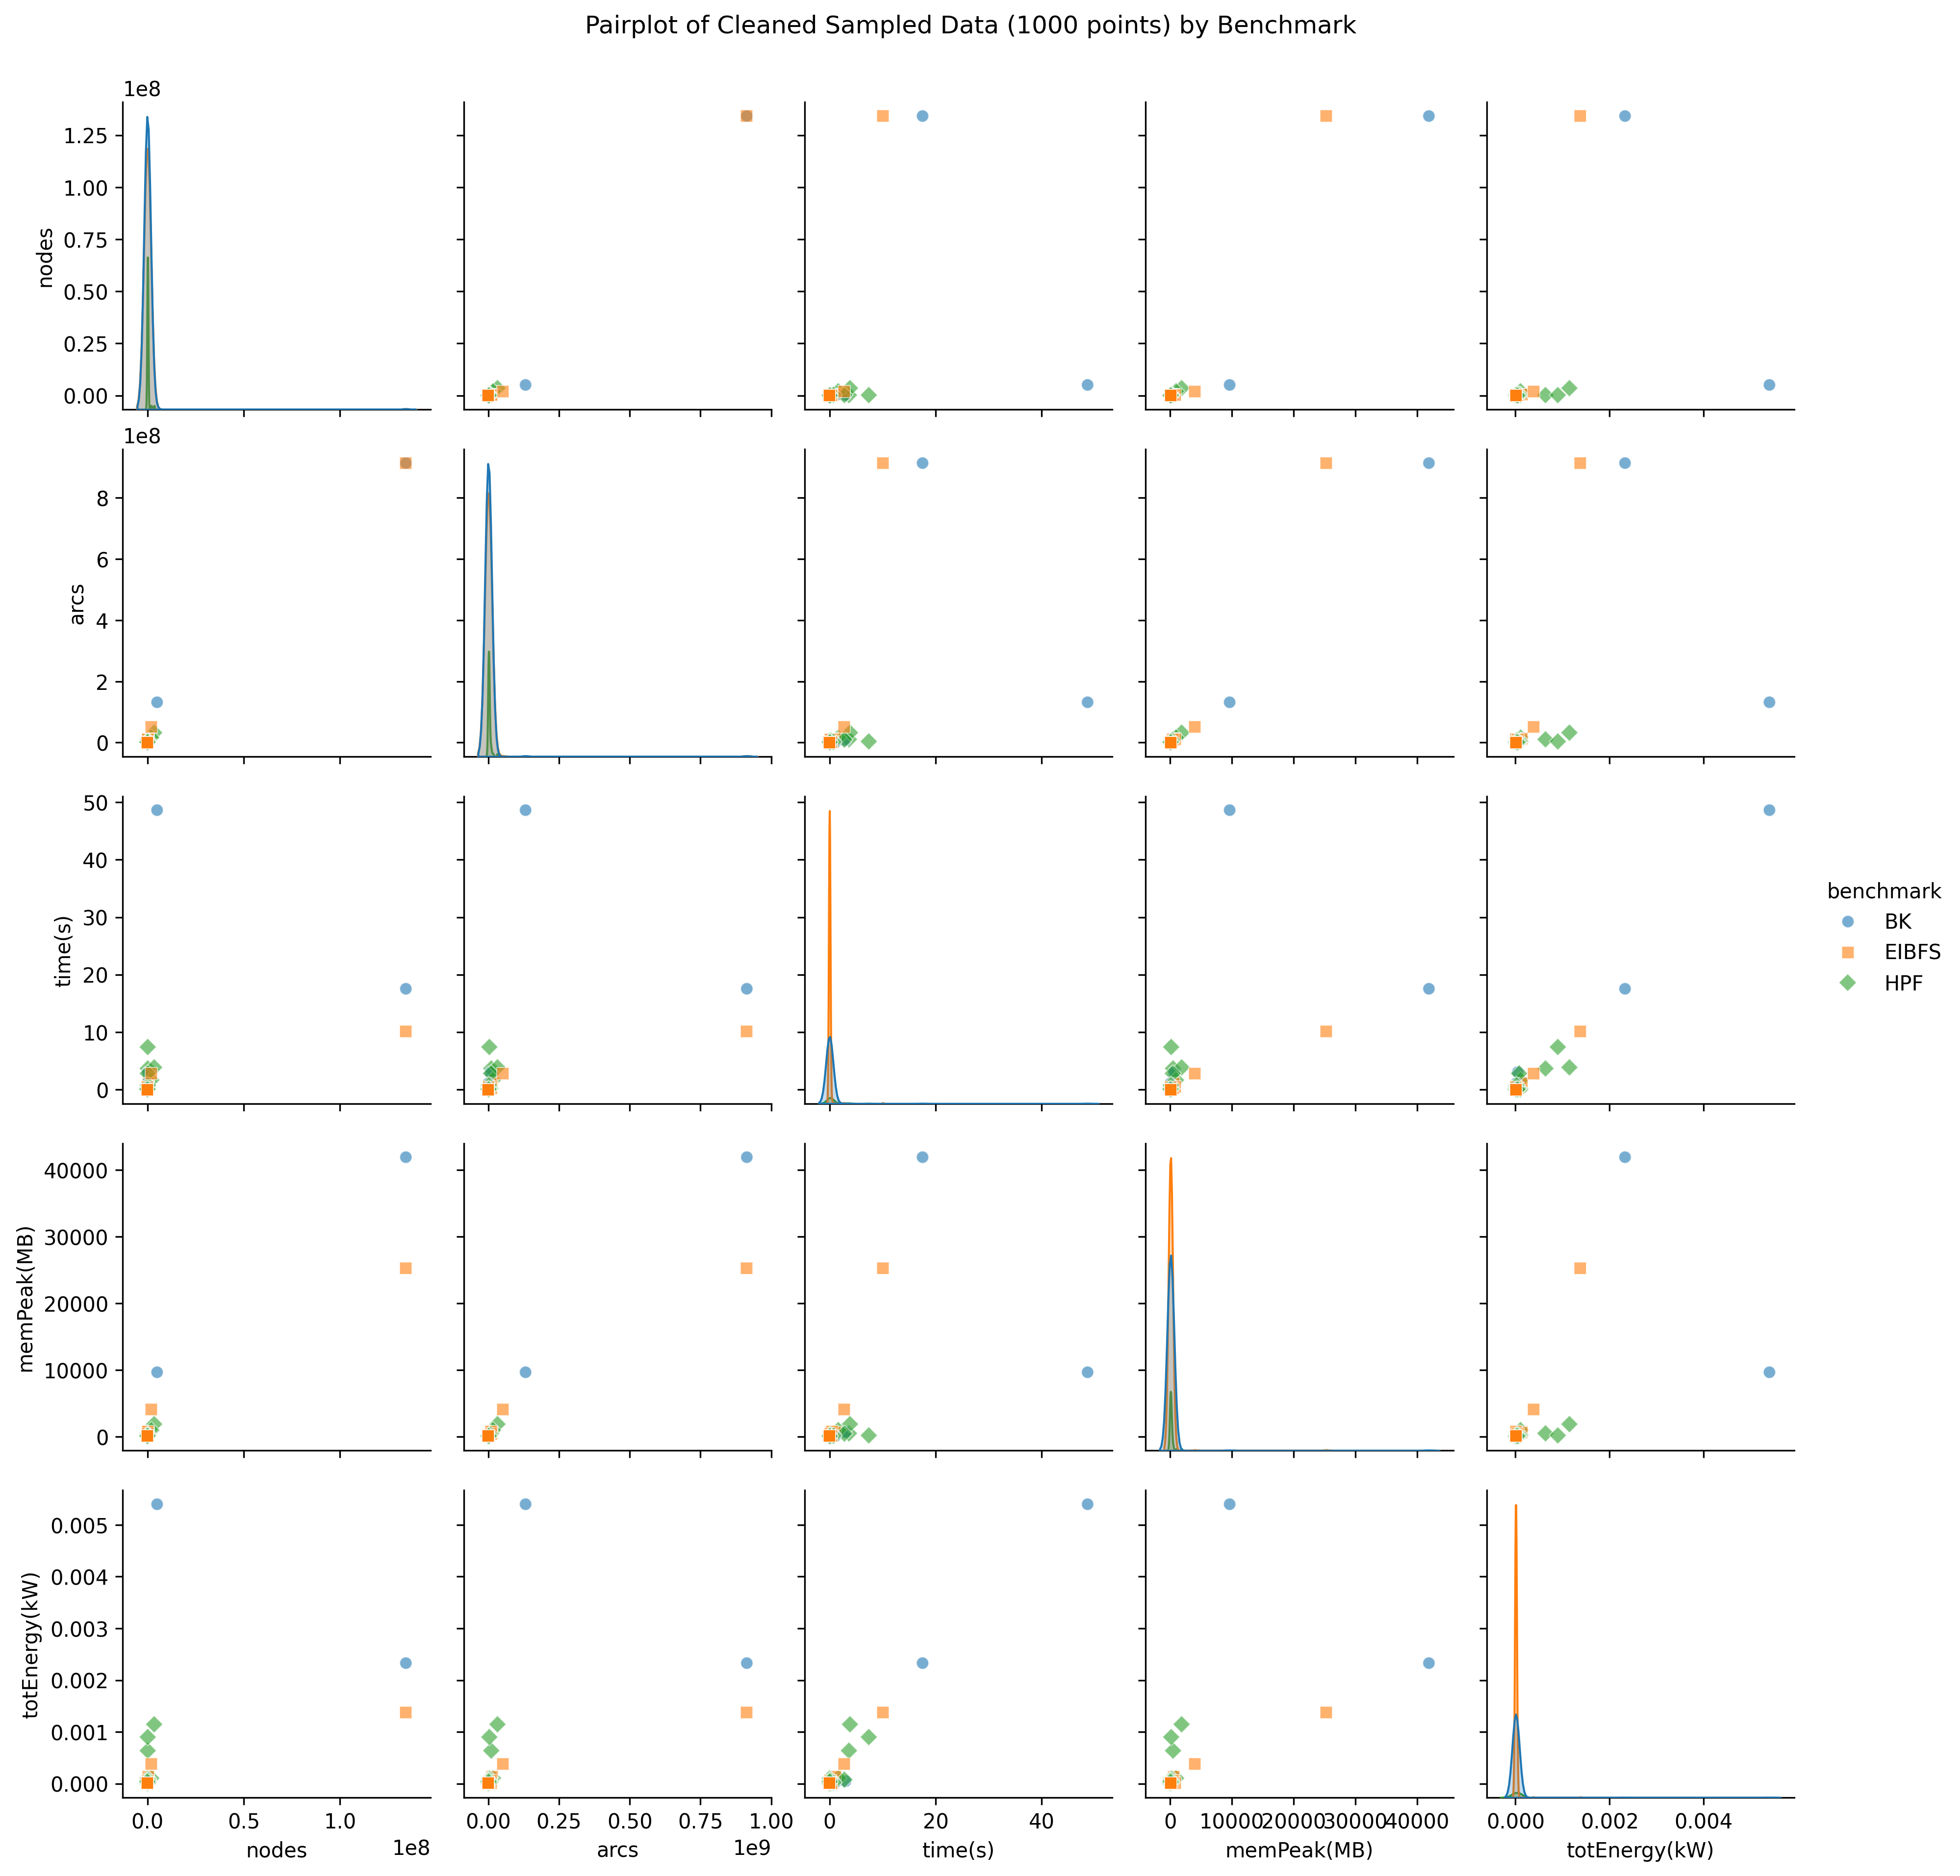 Pairplot of Cleaned Sampled Data (1000 points) by Benchmark
1e8
1.25
1.00
0.75
0.50
0.25
0.00
nodes
1e8
8
6
4
2
0
arcs
50
40
30
20
10
0
time(s)
benchmark
BK
EIBFS
HPF
40000
30000
20000
10000
0
memPeak(MB)
0.005
0.004
0.003
0.002
0.001
0.000
totEnergy(kW)
0.0 0.5 1.0
1e8
nodes
0.00 0.25 0.50 0.75 1.00
1e9
arcs
0 20 40
time(s)
0 10000 20000 30000 40000
memPeak(MB)
0.000 0.002 0.004
totEnergy(kW)